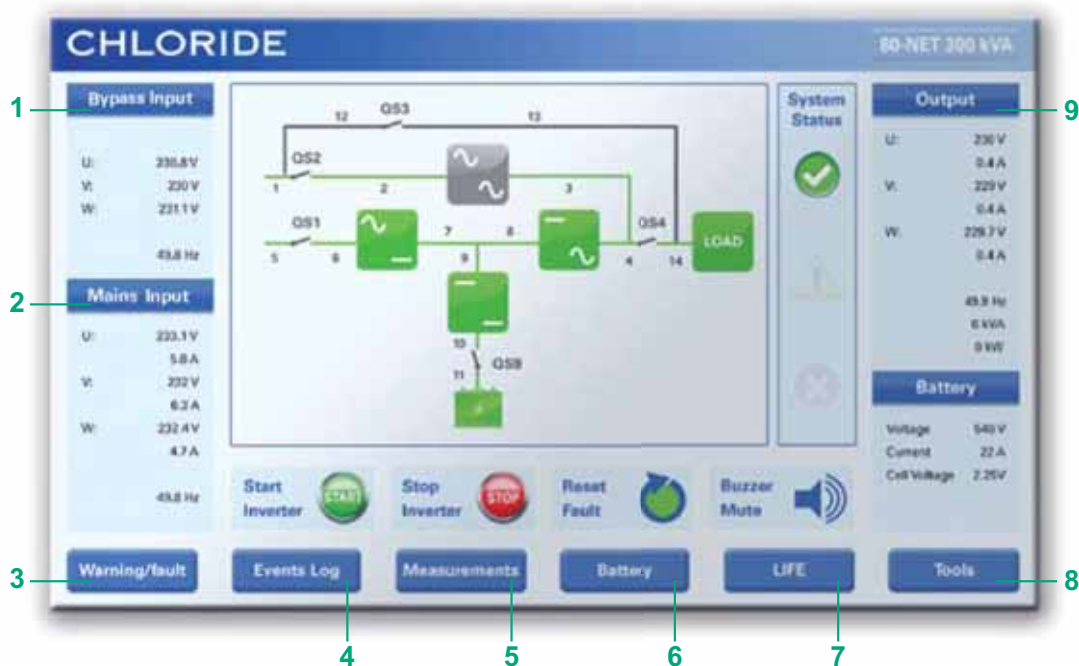 CHLORIDE
80-NET 300 kVA
1
Bypass Input
U: 230.8 V
V: 230 V
W: 231.1 V
49.8 Hz
2
Mains Input
U: 233.1 V
5.8 A
V: 232 V
6.3 A
W: 232.4 V
4.7 A
49.8 Hz
12
QS3
13
QS2
1
2
3
QS1
5
6
7
8
9
QS4
4
14
LOAD
10
QS9
11
System
Status
9
Output
U: 230 V
0.4 A
V: 229 V
0.4 A
W: 229.7 V
0.4 A
49.9 Hz
0 kW
Battery
Voltage 540 V
Current 22 A
Cell Voltage 2.25V
Start
Inverter
START
Stop
Inverter
STOP
Reset
Fault
Buzzer
Mute
3
Warning/fault
Events Log
Measurements
Battery
LIFE
Tools
8
4
5
6
7